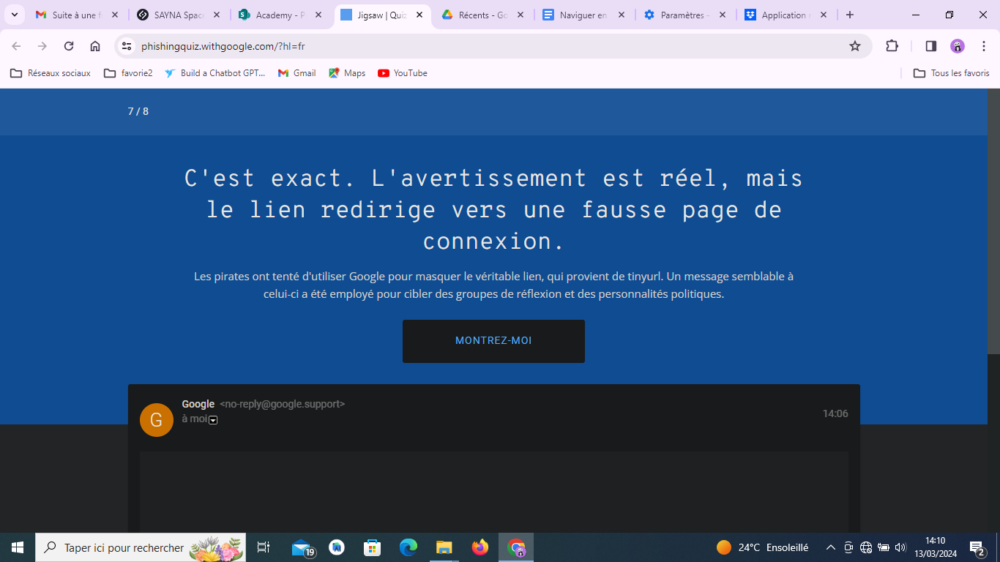 Suite à une fa
SAYNA Space
Academy - P
Jigsaw | Quiz
Récents - Go
Naviguer en
Paramètres -
Application
phishingquiz.withgoogle.com/?hl=fr
Réseaux sociaux
favorie2
Build a Chatbot GPT...
Gmail
Maps
YouTube
Tous les favoris
7 / 8
C'est exact. L'avertissement est réel, mais
le lien redirige vers une fausse page de
connexion.
Les pirates ont tenté d'utiliser Google pour masquer le véritable lien, qui provient de tinyurl. Un message semblable à
celui-ci a été employé pour cibler des groupes de réflexion et des personnalités politiques.
MONTREZ-MOI
G
Google <no-reply@google.support>
à moi
14:06
Taper ici pour rechercher
19
24°C Ensoleillé
14:10
13/03/2024
2